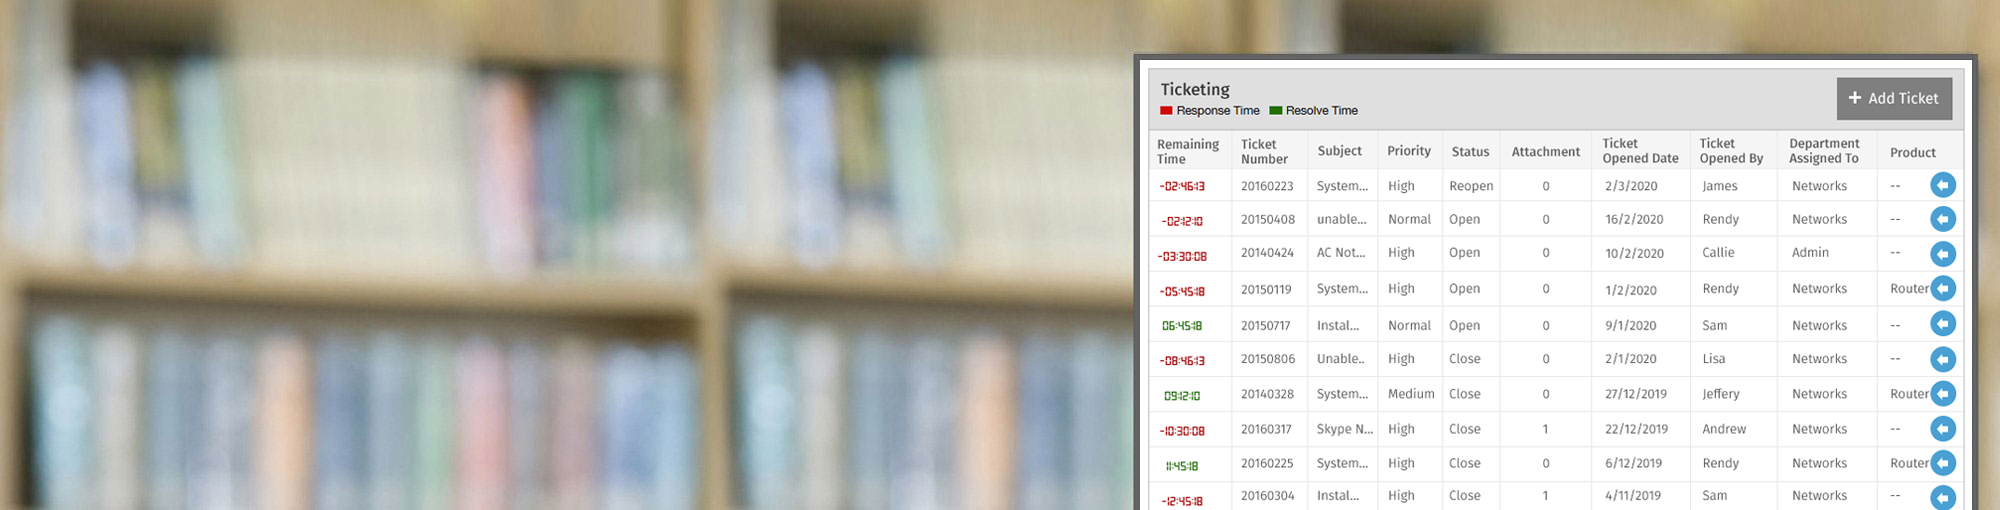 Ticketing
Response Time Resolve Time
+ Add Ticket
Remaining Time Ticket Number Subject Priority Status Attachment Ticket Opened Date Ticket Opened By Department Assigned To Product
-02:46:13 20160223 System... High Reopen 0 2/3/2020 James Networks --
-02:12:10 20150408 unable... Normal Open 0 16/2/2020 Rendy Networks --
-03:30:08 20140424 AC Not... High Open 0 10/2/2020 Callie Admin --
-05:45:18 20150119 System... High Open 0 1/2/2020 Rendy Networks Router
06:45:18 20150717 Instal... Normal Open 0 9/1/2020 Sam Networks --
-08:46:13 20150806 Unable.. High Close 0 2/1/2020 Lisa Networks --
09:12:10 20140328 System... Medium Close 0 27/12/2019 Jeffery Networks Router
-10:30:08 20160317 Skype N... High Close 1 22/12/2019 Andrew Networks --
11:45:18 20160225 System... High Close 0 6/12/2019 Rendy Networks Router
-12:45:18 20160304 Instal... High Close 1 4/11/2019 Sam Networks --